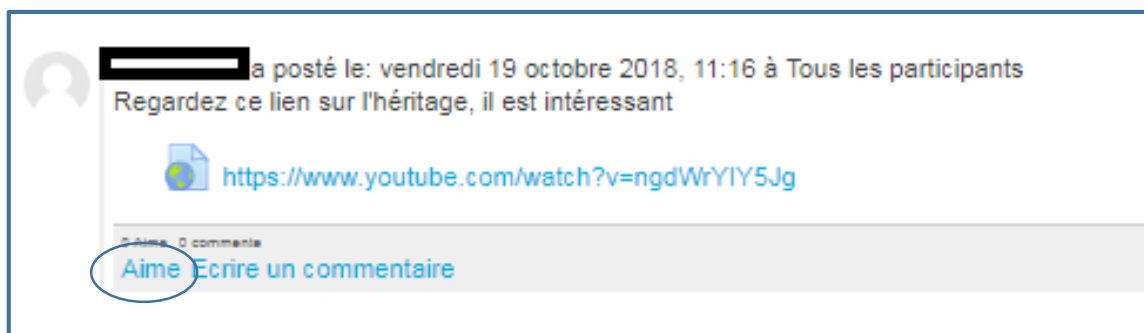 a posté le: vendredi 19 octobre 2018, 11:16 à Tous les participants
Regardez ce lien sur l'héritage, il est intéressant
https://www.youtube.com/watch?v=ngdWrYIY5Jg
0 Aime 0 commente
Aime Ecrire un commentaire